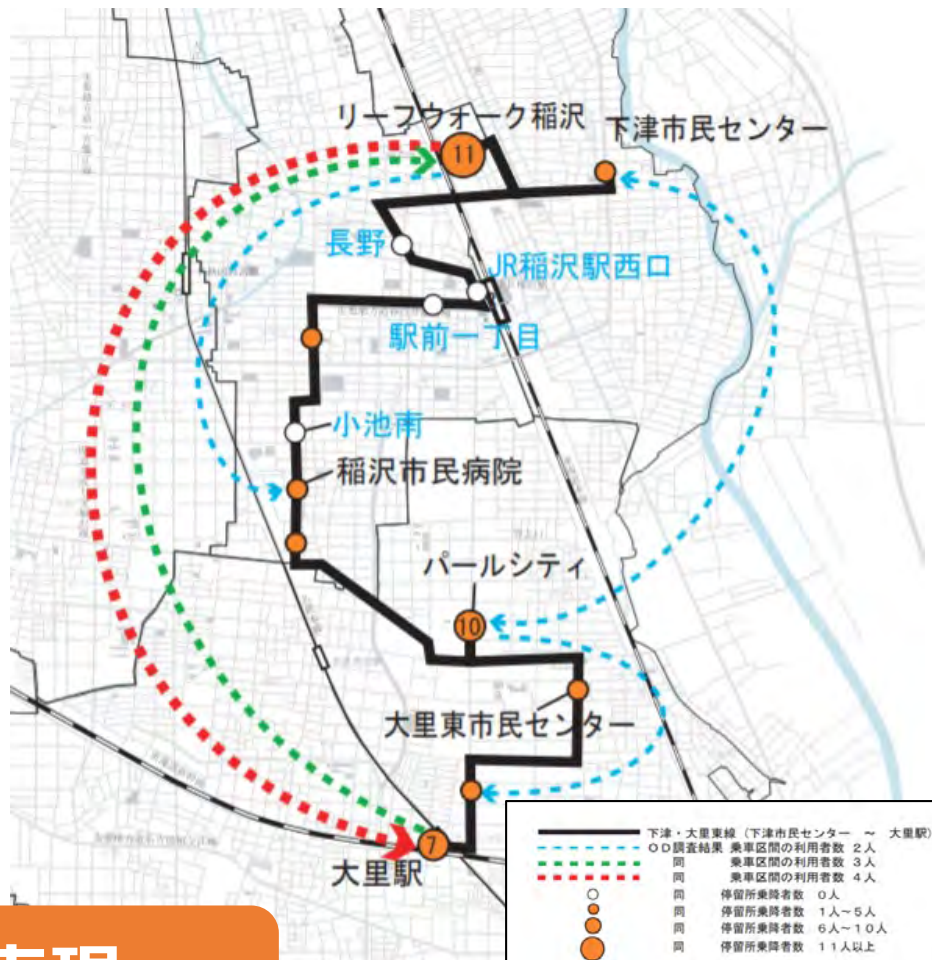 リーフウォーク稲沢
下津市民センター
11
長野
JR稲沢駅西口
駅前一丁目
小池南
稲沢市民病院
パールシティ
10
大里東市民センター
7
大里駅
下津・大里東線（下津市民センター ～ 大里駅）
OD調査結果 乗車区間の利用者数 2人
同 乗車区間の利用者数 3人
同 乗車区間の利用者数 4人
同 停留所乗降者数 0人
同 停留所乗降者数 1人～5人
同 停留所乗降者数 6人～10人
同 停留所乗降者数 11人以上